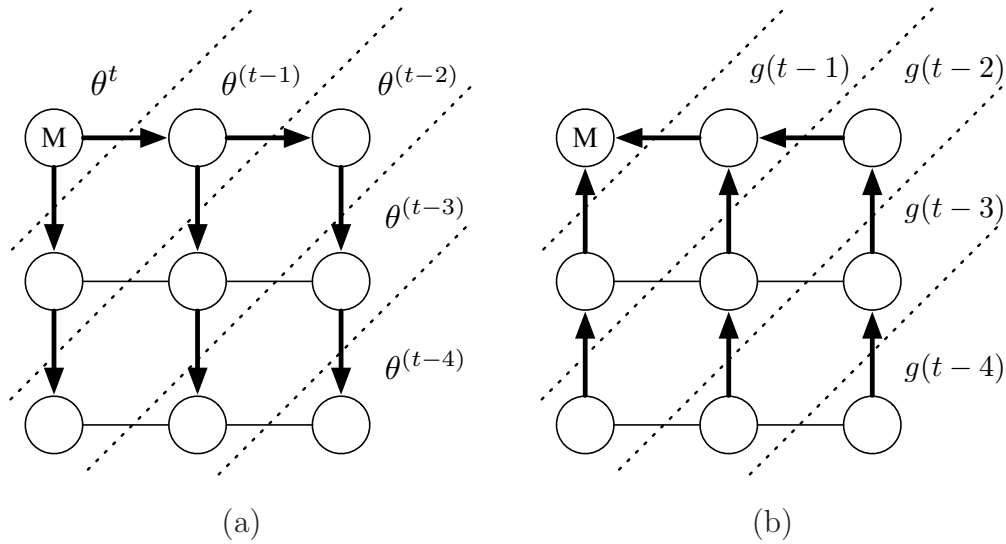 θ^t θ^(t−1) θ^(t−2) g(t − 1) g(t − 2)
M M
θ^(t−3) g(t − 3)
θ^(t−4) g(t − 4)
(a) (b)